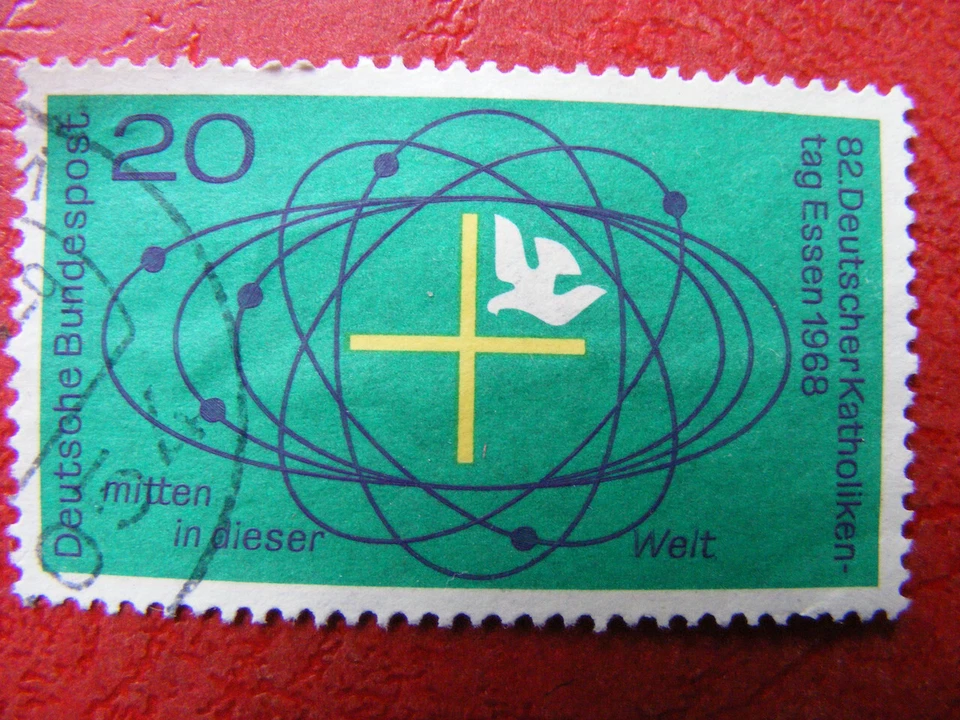 Deutsche Bundespost
20
82.Deutscher Katholiken-
tag Essen 1968
mitten
in dieser
Welt